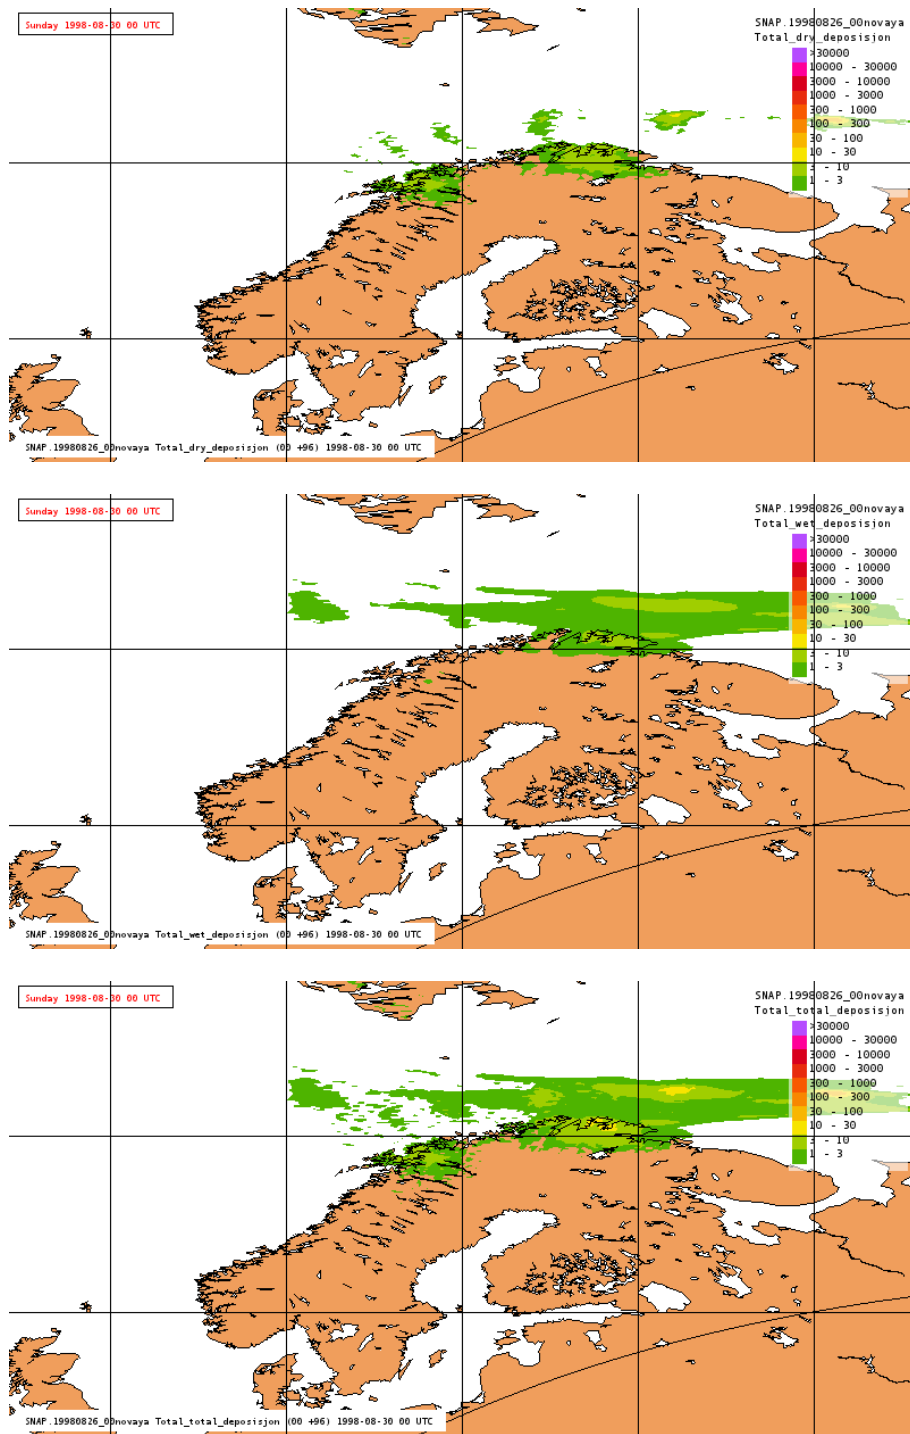 Sunday 1998-08-30 00 UTC
SNAP.19980826_00novaya
Total_dry_deposisjon
>30000
10000 - 30000
3000 - 10000
1000 - 3000
300 - 1000
100 - 300
30 - 100
10 - 30
3 - 10
1 - 3
SNAP.19980826_00novaya Total_dry_deposisjon (00 +96) 1998-08-30 00 UTC
Sunday 1998-08-30 00 UTC
SNAP.19980826_00novaya
Total_wet_deposisjon
>30000
10000 - 30000
3000 - 10000
1000 - 3000
300 - 1000
100 - 300
30 - 100
10 - 30
3 - 10
1 - 3
SNAP.19980826_00novaya Total_wet_deposisjon (00 +96) 1998-08-30 00 UTC
Sunday 1998-08-30 00 UTC
SNAP.19980826_00novaya
Total_total_deposisjon
>30000
10000 - 30000
3000 - 10000
1000 - 3000
300 - 1000
100 - 300
30 - 100
10 - 30
3 - 10
1 - 3
SNAP.19980826_00novaya Total_total_deposisjon (00 +96) 1998-08-30 00 UTC